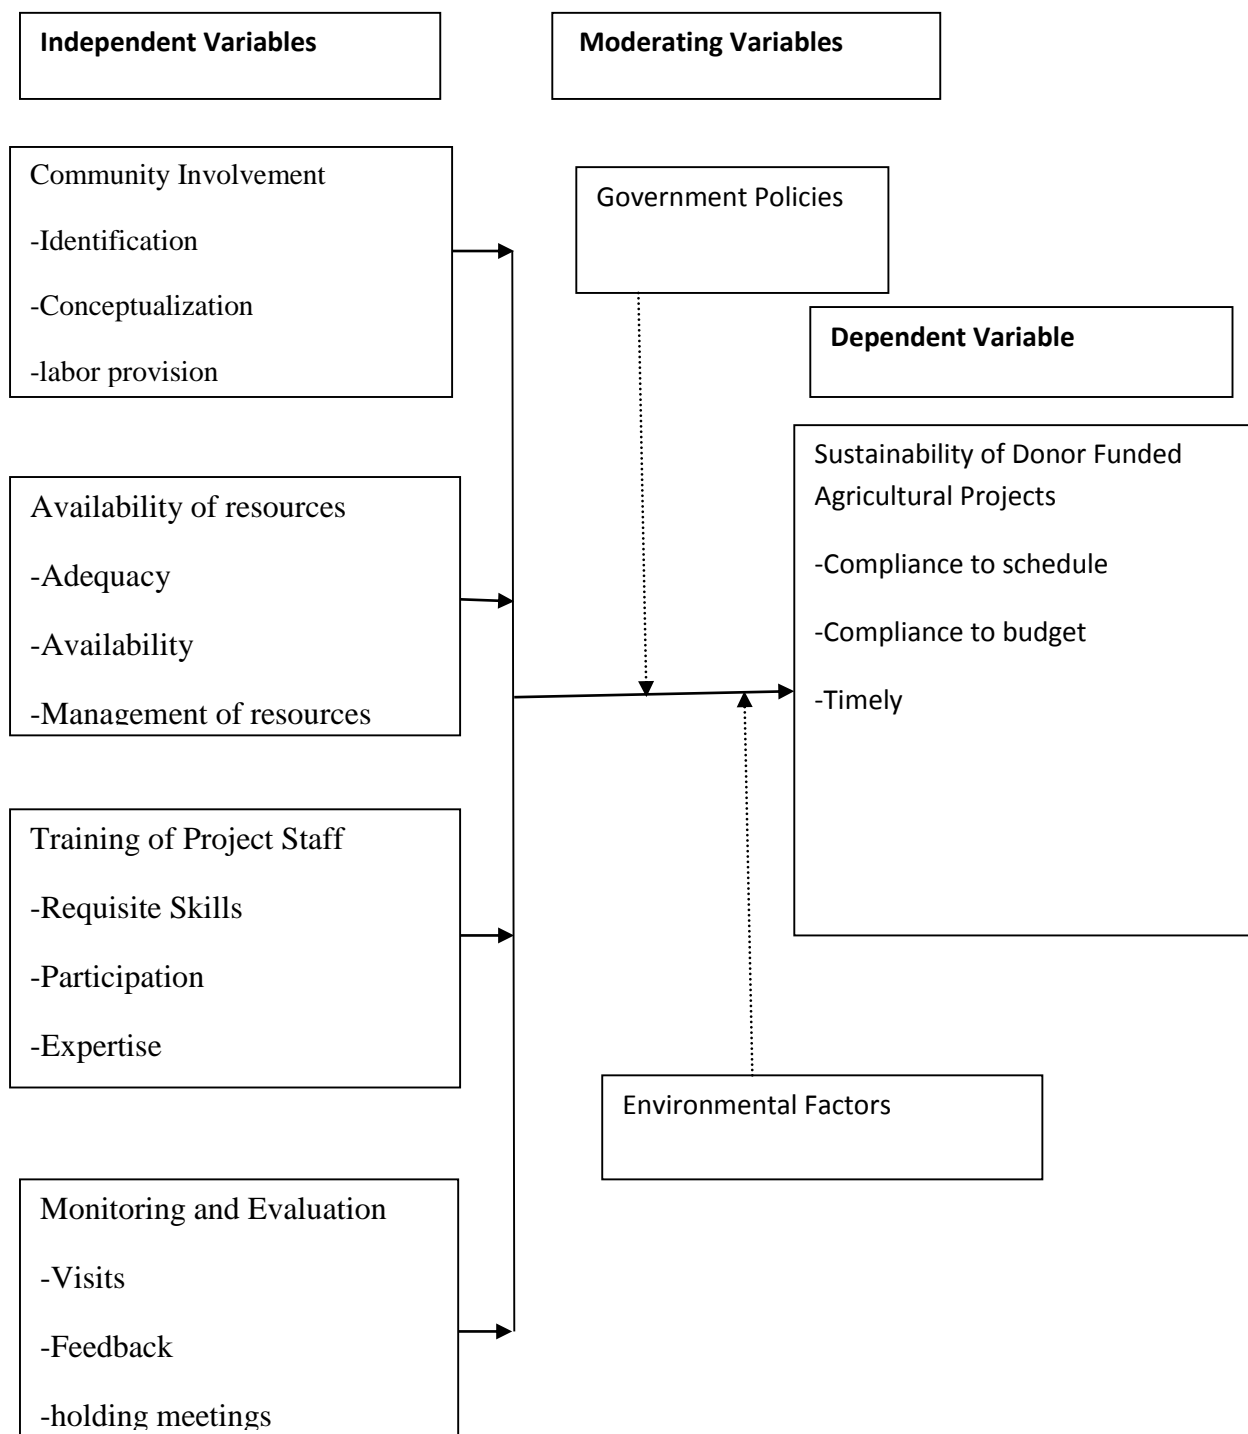 Independent Variables
Moderating Variables
Community Involvement
-Identification
-Conceptualization
-labor provision
Government Policies
Dependent Variable
Availability of resources
-Adequacy
-Availability
-Management of resources
Sustainability of Donor Funded
Agricultural Projects
-Compliance to schedule
-Compliance to budget
-Timely
Training of Project Staff
-Requisite Skills
-Participation
-Expertise
Environmental Factors
Monitoring and Evaluation
-Visits
-Feedback
-holding meetings